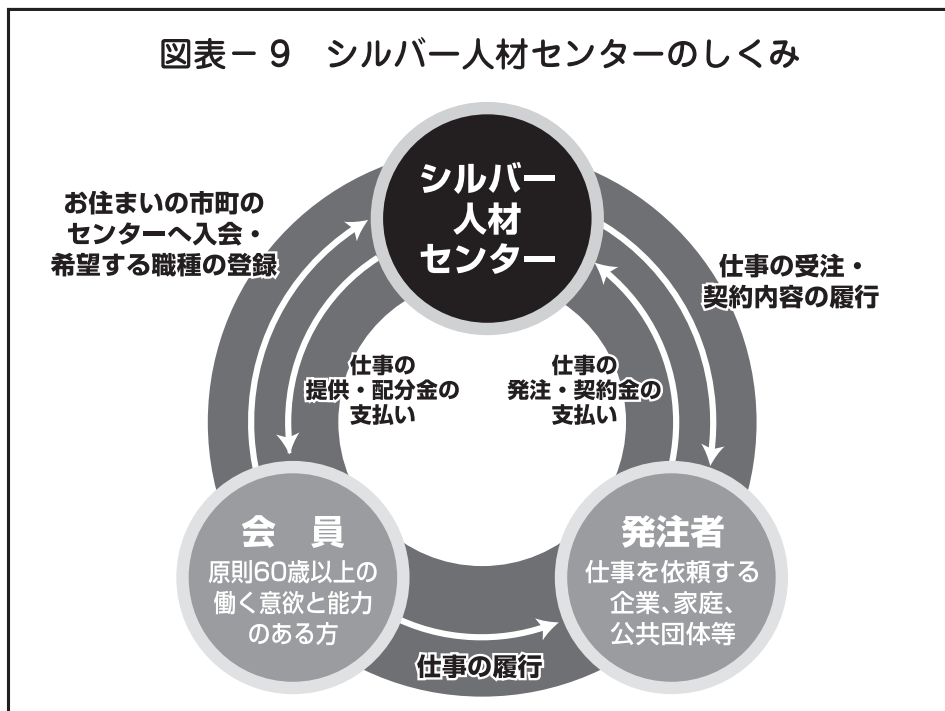 図表－9　シルバー人材センターのしくみ
シルバー
人材
センター
お住まいの市町の
センターへ入会・
希望する職種の登録
仕事の受注・
契約内容の履行
仕事の
提供・配分金の
支払い
仕事の
発注・契約金の
支払い
会　員
原則60歳以上の
働く意欲と能力
のある方
発注者
仕事を依頼する
企業、家庭、
公共団体等
仕事の履行